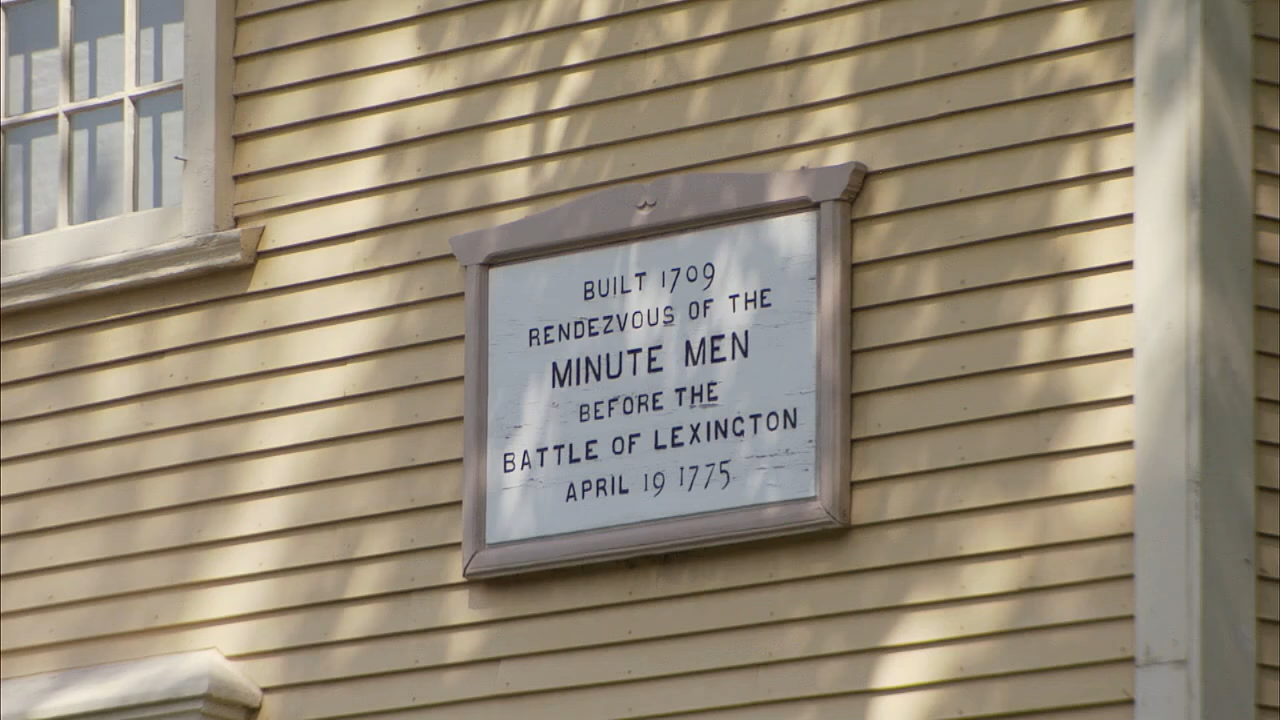 BUILT 1709
RENDEZVOUS OF THE
MINUTE MEN
BEFORE THE
BATTLE OF LEXINGTON
APRIL 19 1775